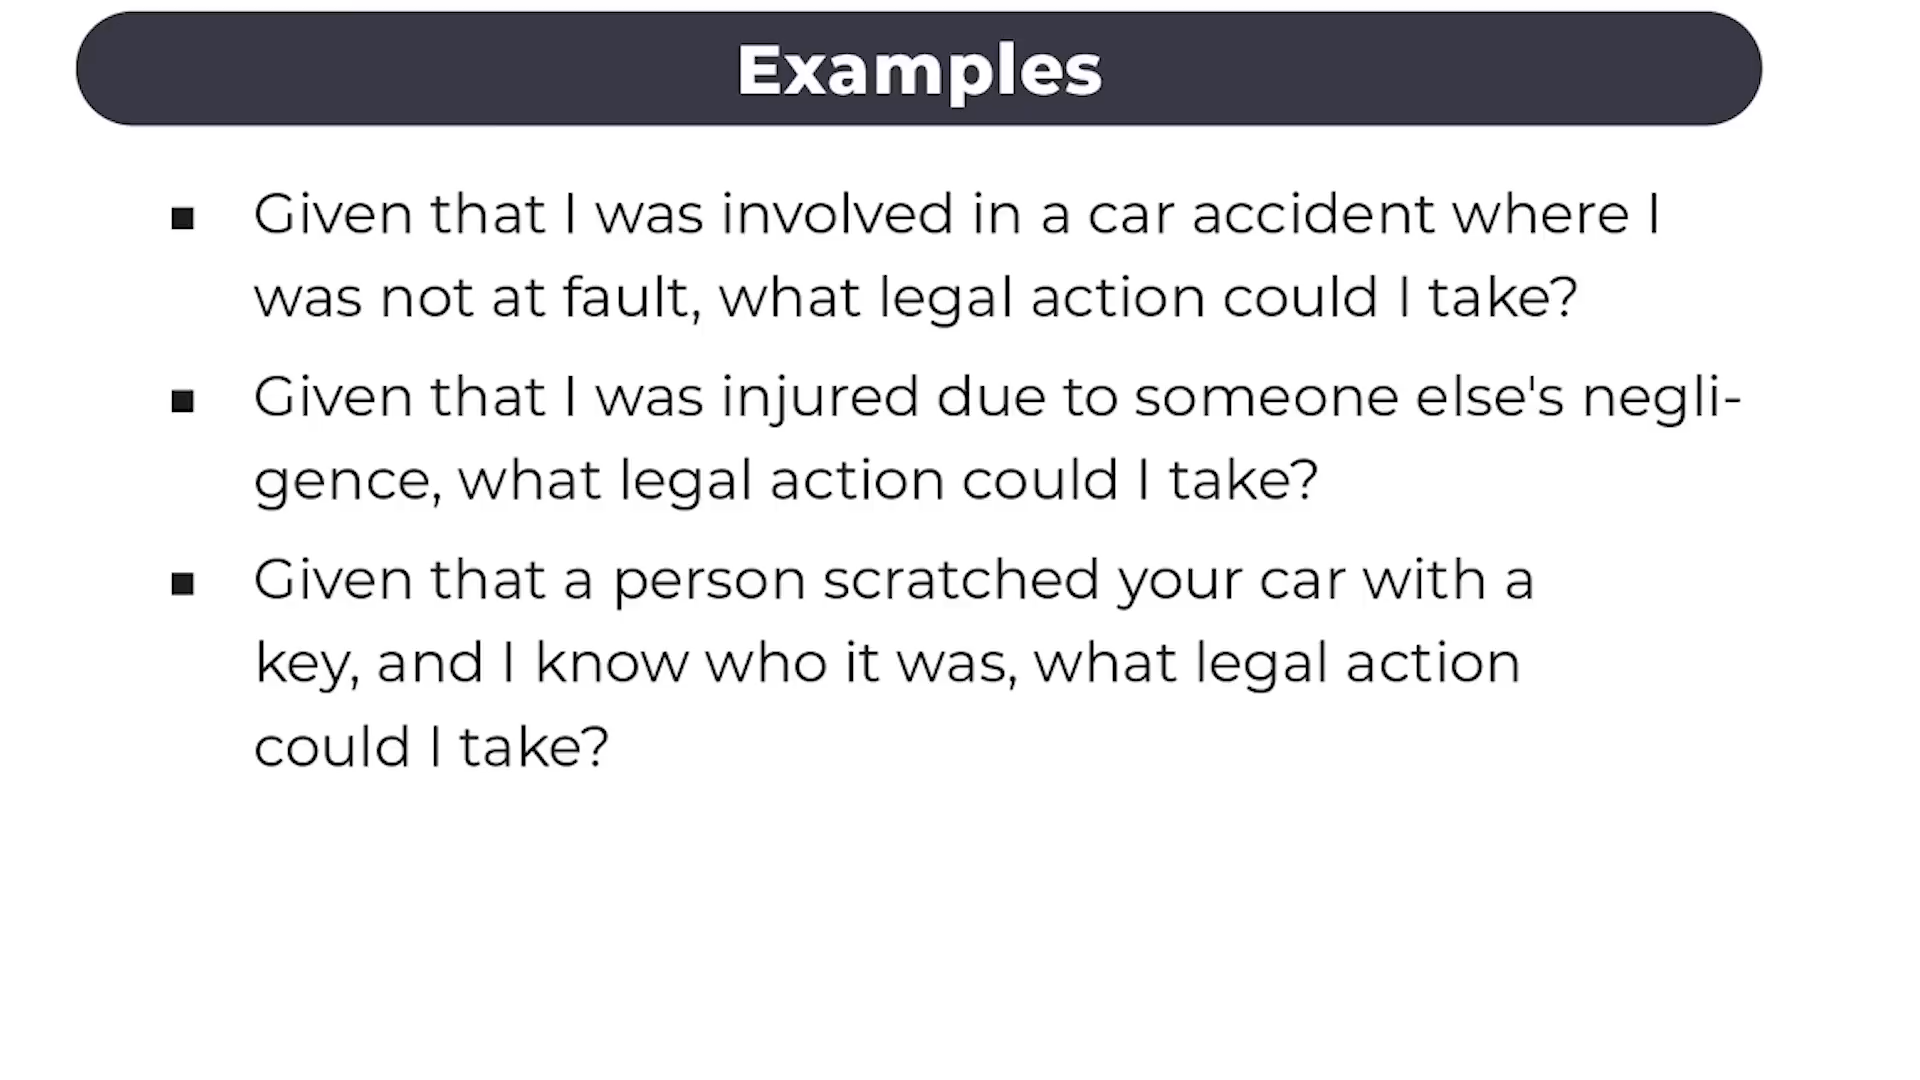 Examples
▪ Given that I was involved in a car accident where I
was not at fault, what legal action could I take?
▪ Given that I was injured due to someone else's negli-
gence, what legal action could I take?
▪ Given that a person scratched your car with a
key, and I know who it was, what legal action
could I take?